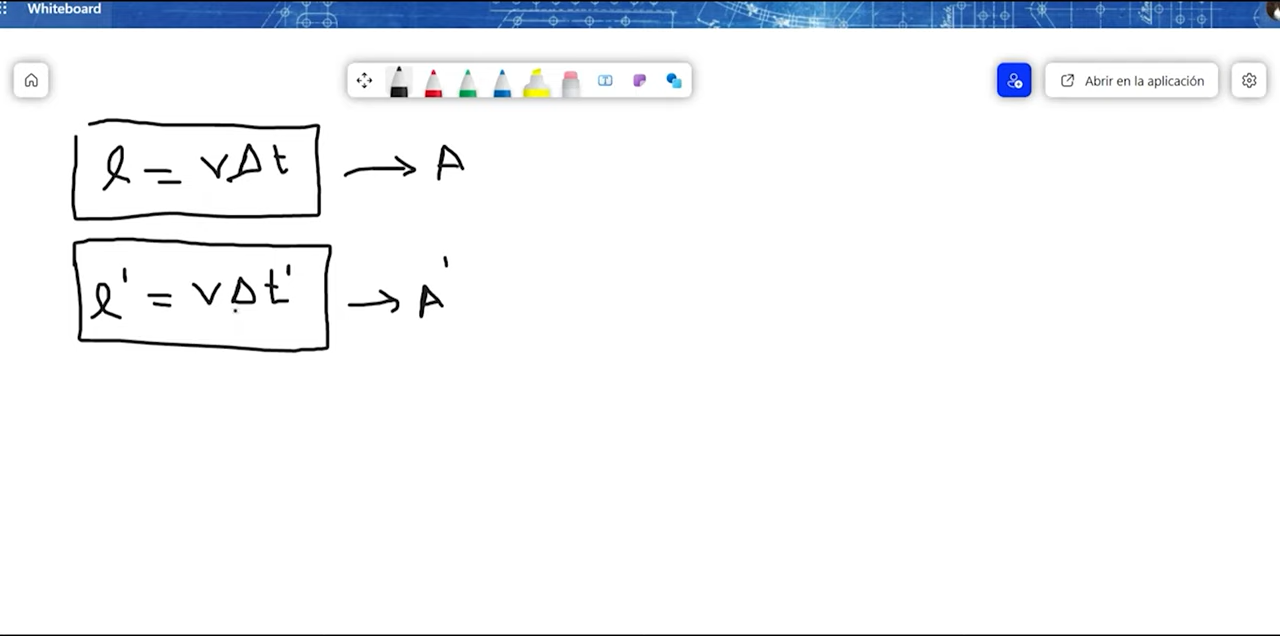 Whiteboard
Abrir en la aplicación
l = vΔt → A
l' = vΔt' → A'